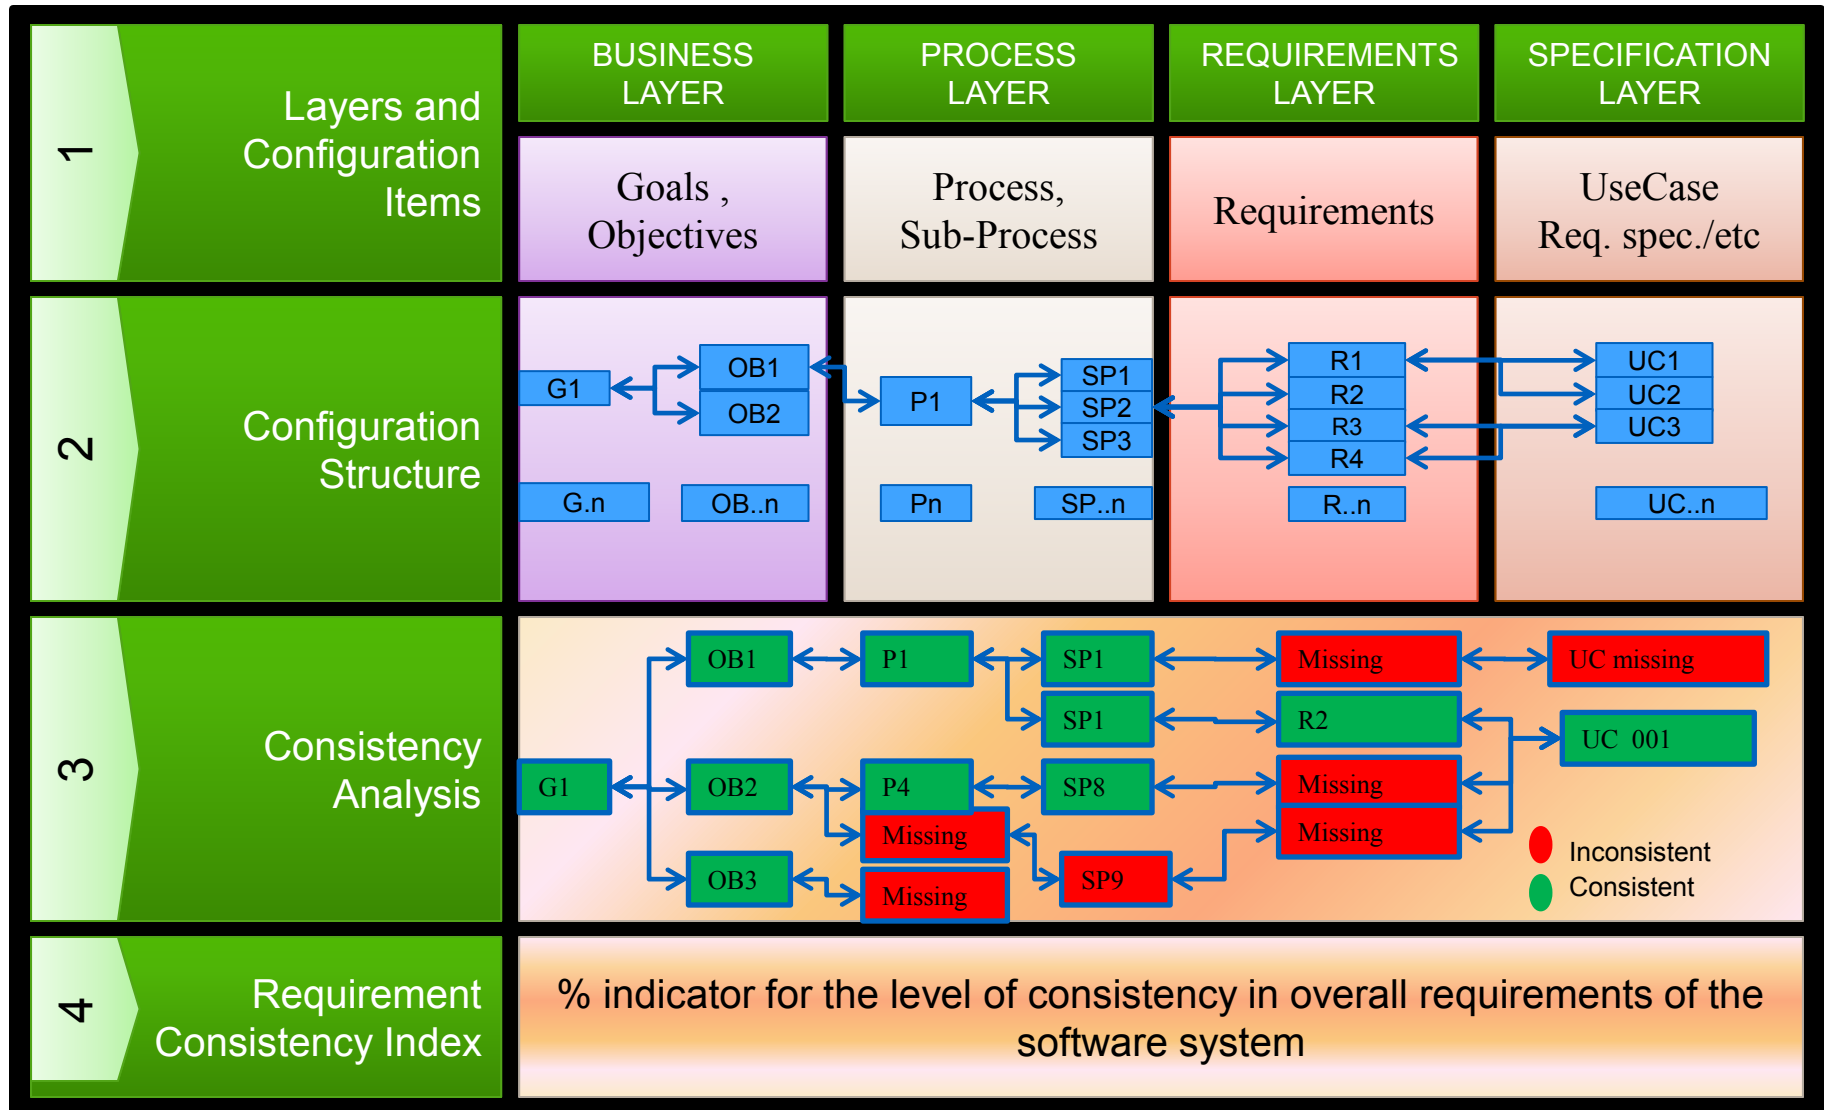 1
Layers and
Configuration
Items
BUSINESS
LAYER
PROCESS
LAYER
REQUIREMENTS
LAYER
SPECIFICATION
LAYER
Goals ,
Objectives
Process,
Sub-Process
Requirements
UseCase
Req. spec./etc
2
Configuration
Structure
G1
OB1
OB2
G.n
OB..n
P1
SP1
SP2
SP3
Pn
SP..n
R1
R2
R3
R4
R..n
UC1
UC2
UC3
UC..n
3
Consistency
Analysis
OB1
P1
SP1
Missing
UC missing
SP1
R2
UC 001
G1
OB2
P4
SP8
Missing
Missing
Missing
OB3
Missing
SP9
Inconsistent
Consistent
4
Requirement
Consistency Index
% indicator for the level of consistency in overall requirements of the
software system